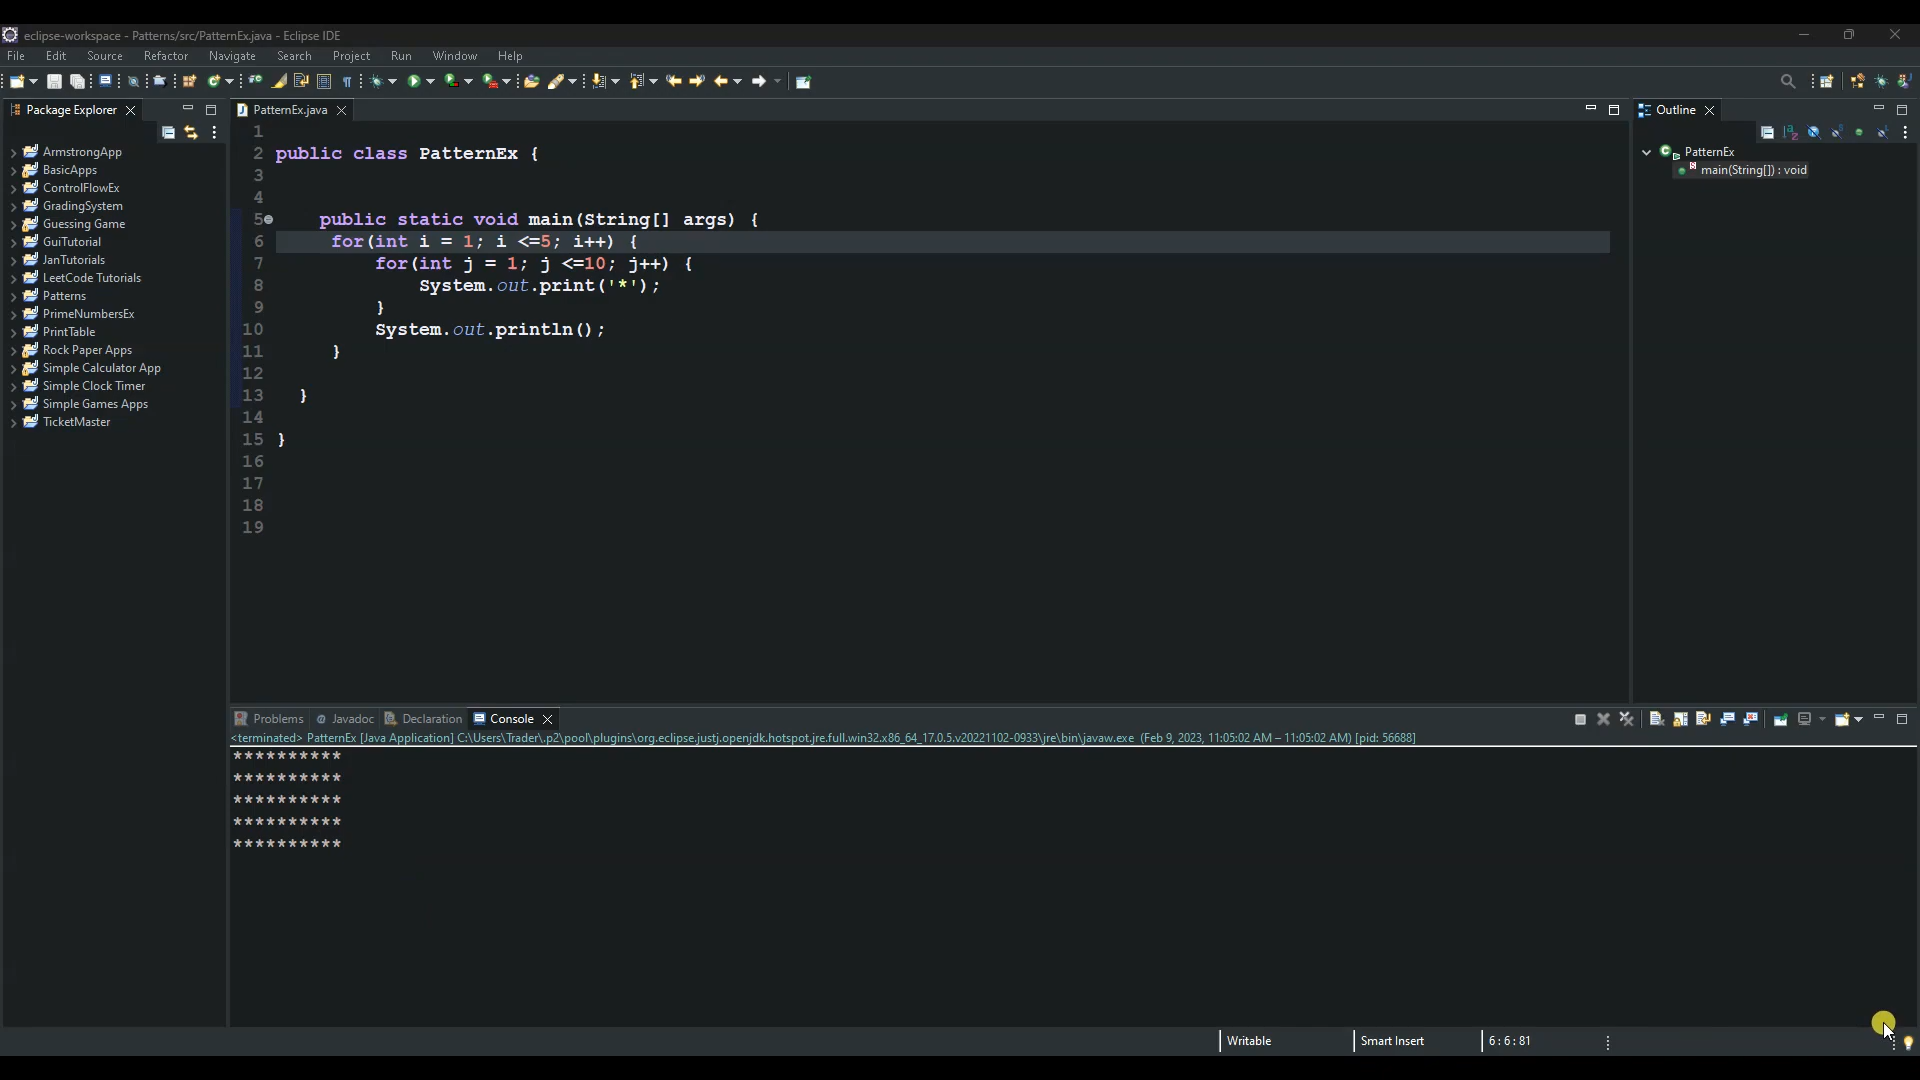 eclipse-workspace - Patterns/src/PatternEx.java - Eclipse IDE
File Edit Source Refactor Navigate Search Project Run Window Help
Package Explorer
ArmstrongApp
BasicApps
ControlFlowEx
GradingSystem
Guessing Game
GuiTutorial
JanTutorials
LeetCode Tutorials
Patterns
PrimeNumbersEx
PrintTable
Rock Paper Apps
Simple Calculator App
Simple Clock Timer
Simple Games Apps
TicketMaster
PatternEx.java
1
2 public class PatternEx {
3
4
5 public static void main(String[] args) {
6 for(int i = 1; i <=5; i++) {
7 for(int j = 1; j <=10; j++) {
8 System.out.print('*');
9 }
10 System.out.println();
11 }
12
13 }
14
15 }
16
17
18
19
Outline
PatternEx
main(String[]) : void
Problems Javadoc Declaration Console
<terminated> PatternEx [Java Application] C:\Users\Trader\.p2\pool\plugins\org.eclipse.justj.openjdk.hotspot.jre.full.win32.x86_64_17.0.5.v20221102-0933\jre\bin\javaw.exe (Feb 9, 2023, 11:05:02 AM – 11:05:02 AM) [pid: 56688]
**********
**********
**********
**********
**********
Writable Smart Insert 6 : 6 : 81